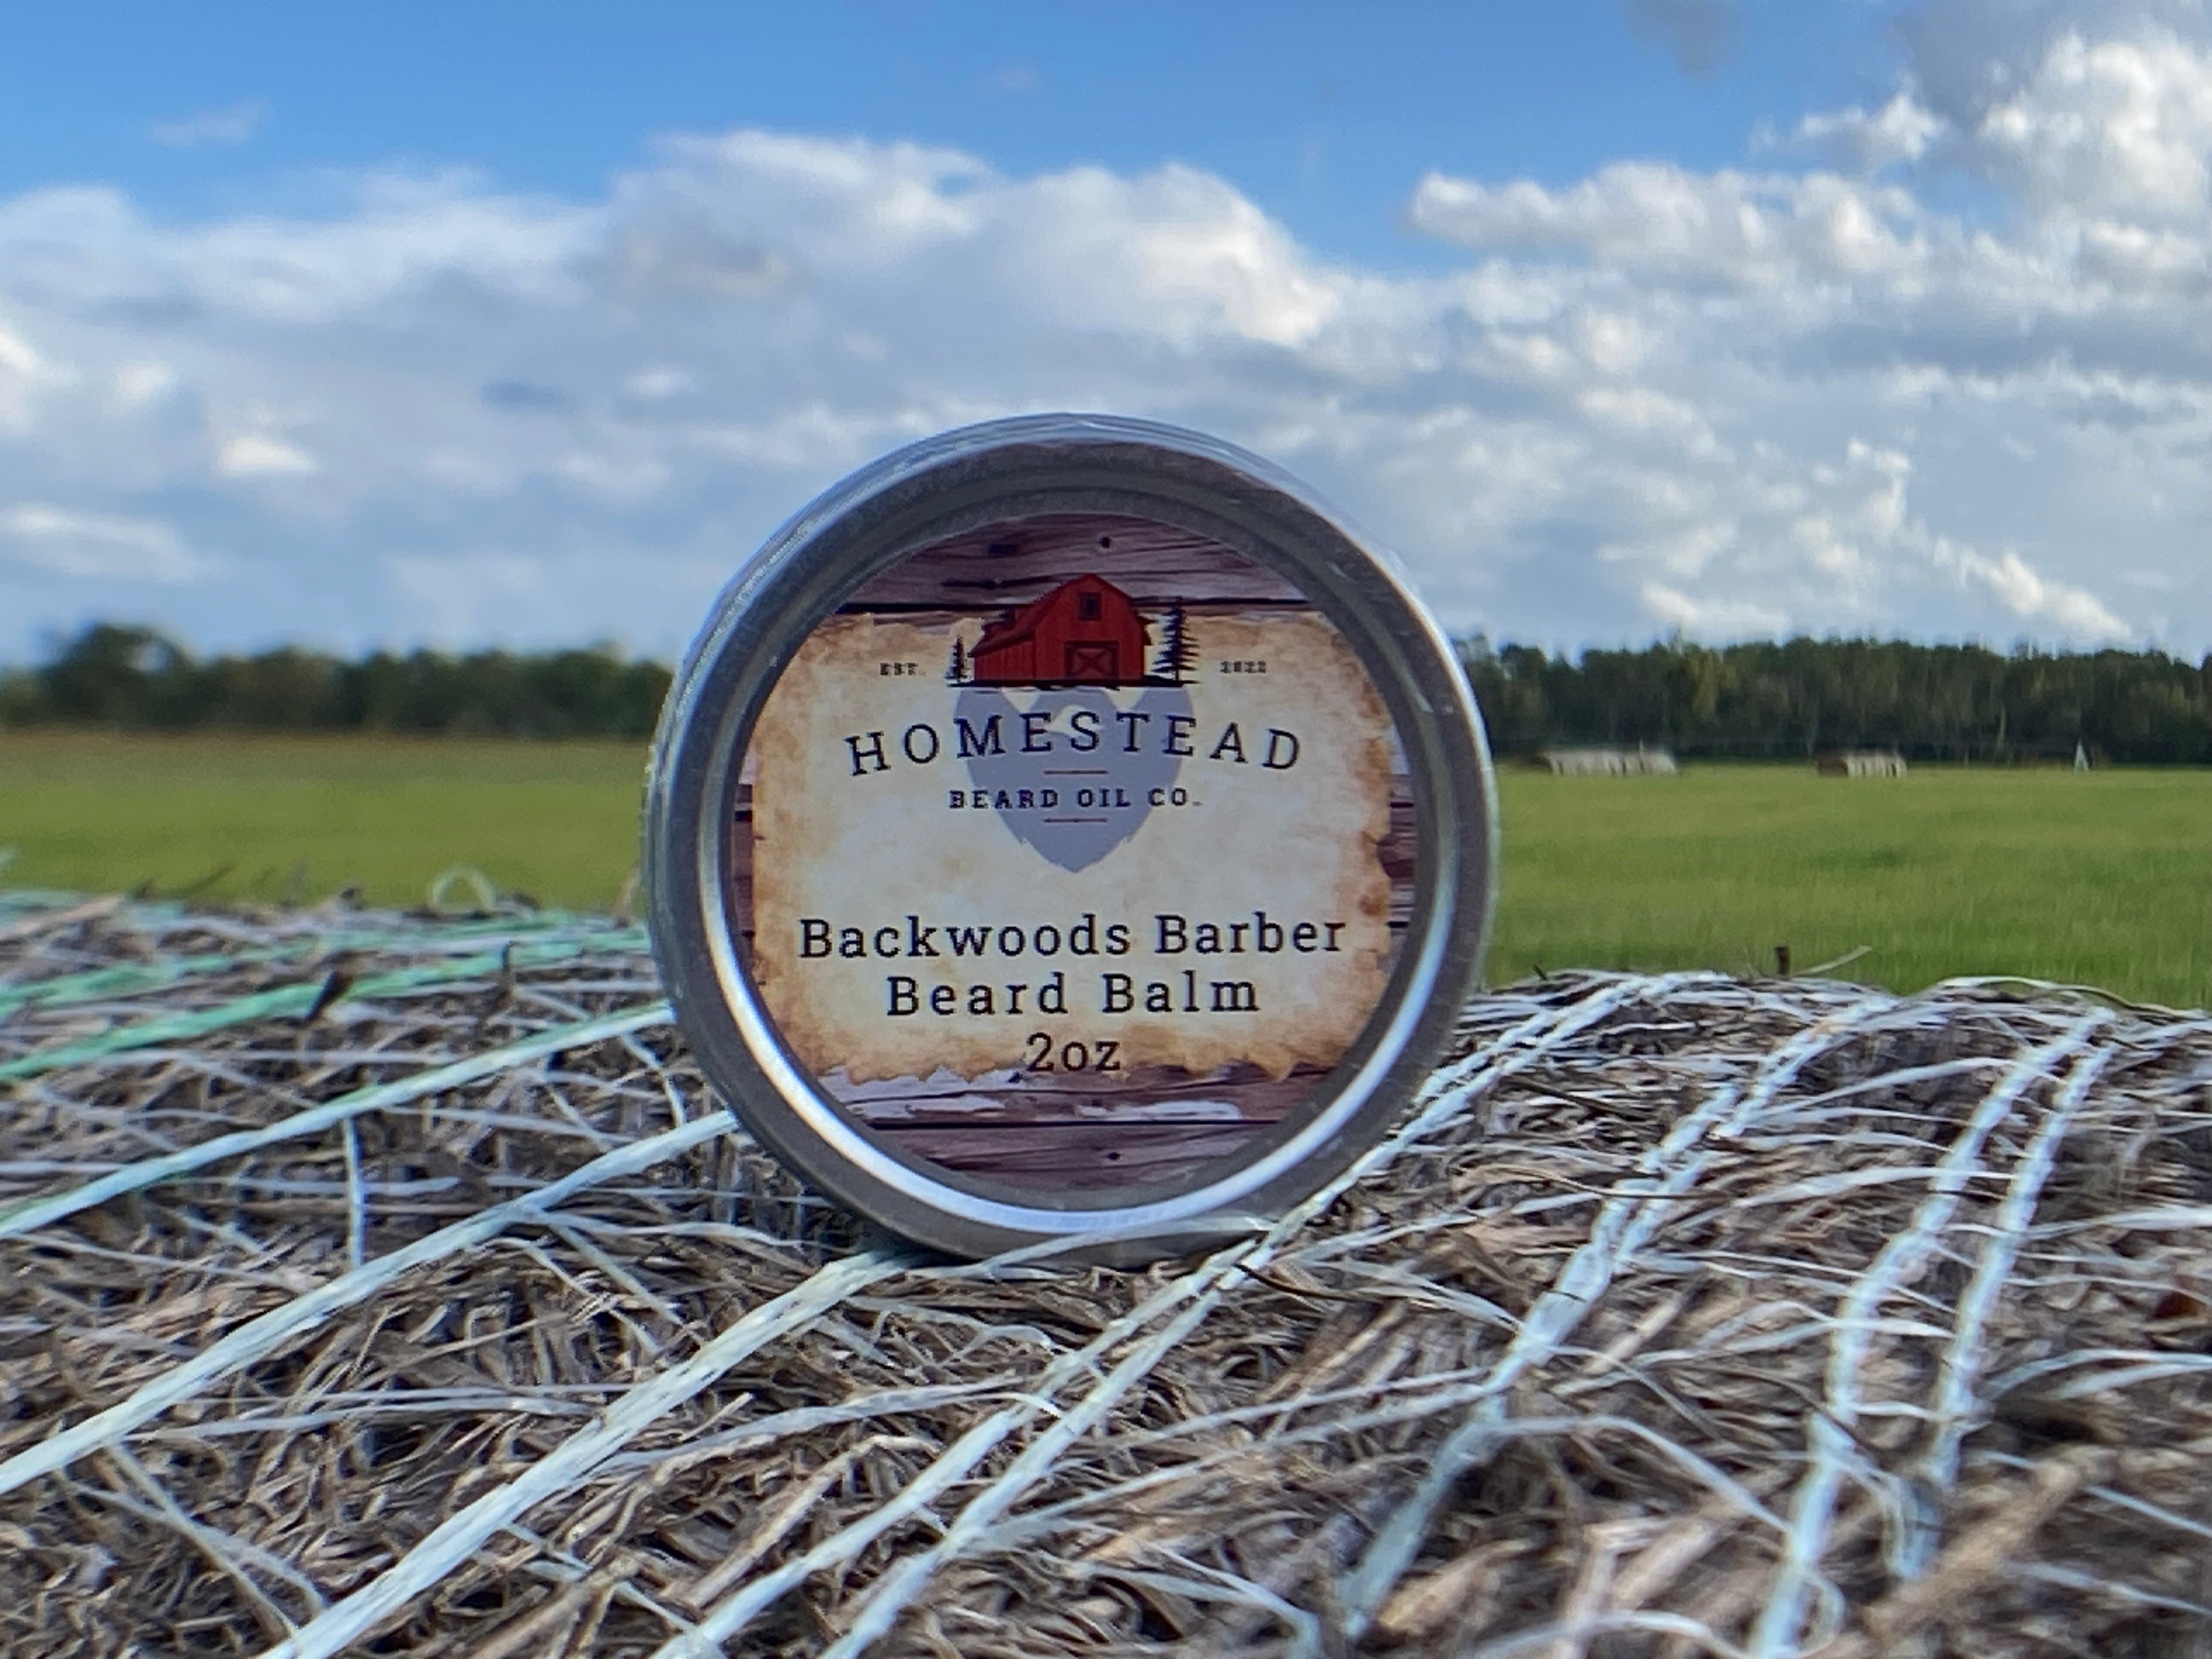 EST. 2022
HOMESTEAD
BEARD OIL CO.
Backwoods Barber
Beard Balm
2oz